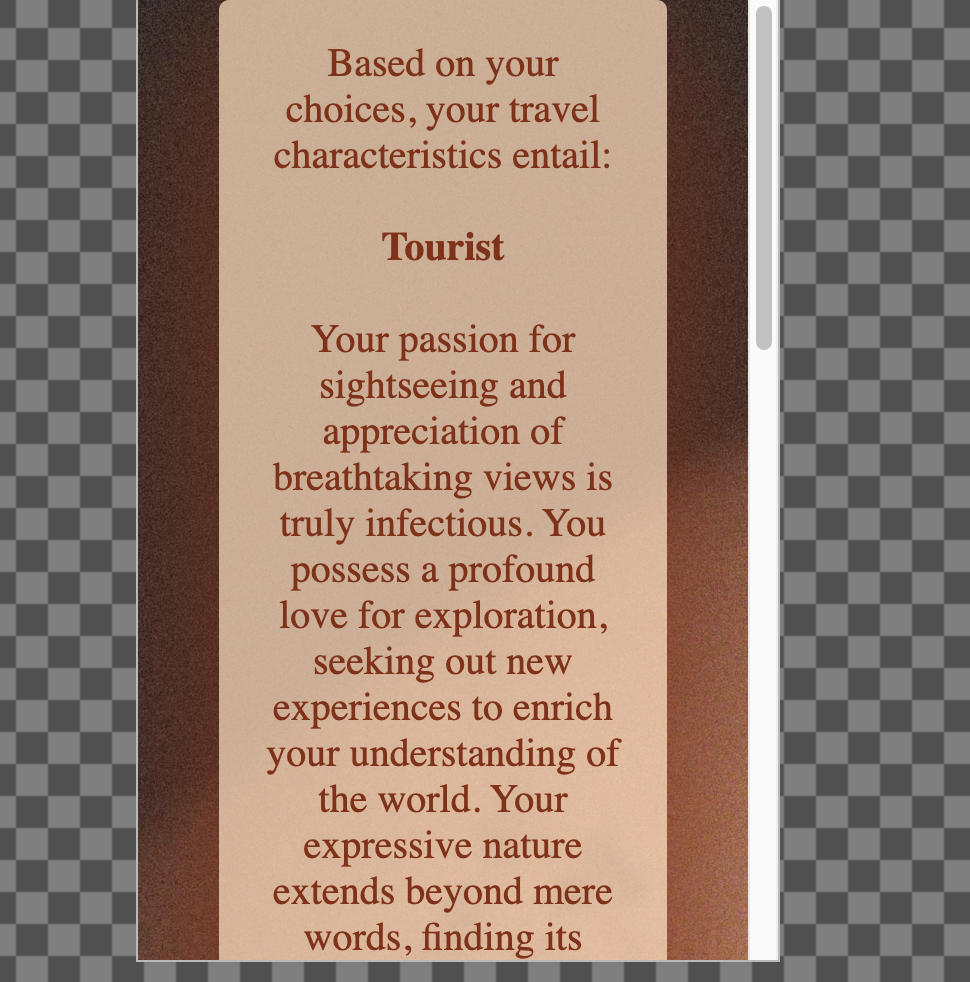 Based on your
choices, your travel
characteristics entail:
Tourist
Your passion for
sightseeing and
appreciation of
breathtaking views is
truly infectious. You
possess a profound
love for exploration,
seeking out new
experiences to enrich
your understanding of
the world. Your
expressive nature
extends beyond mere
words, finding its